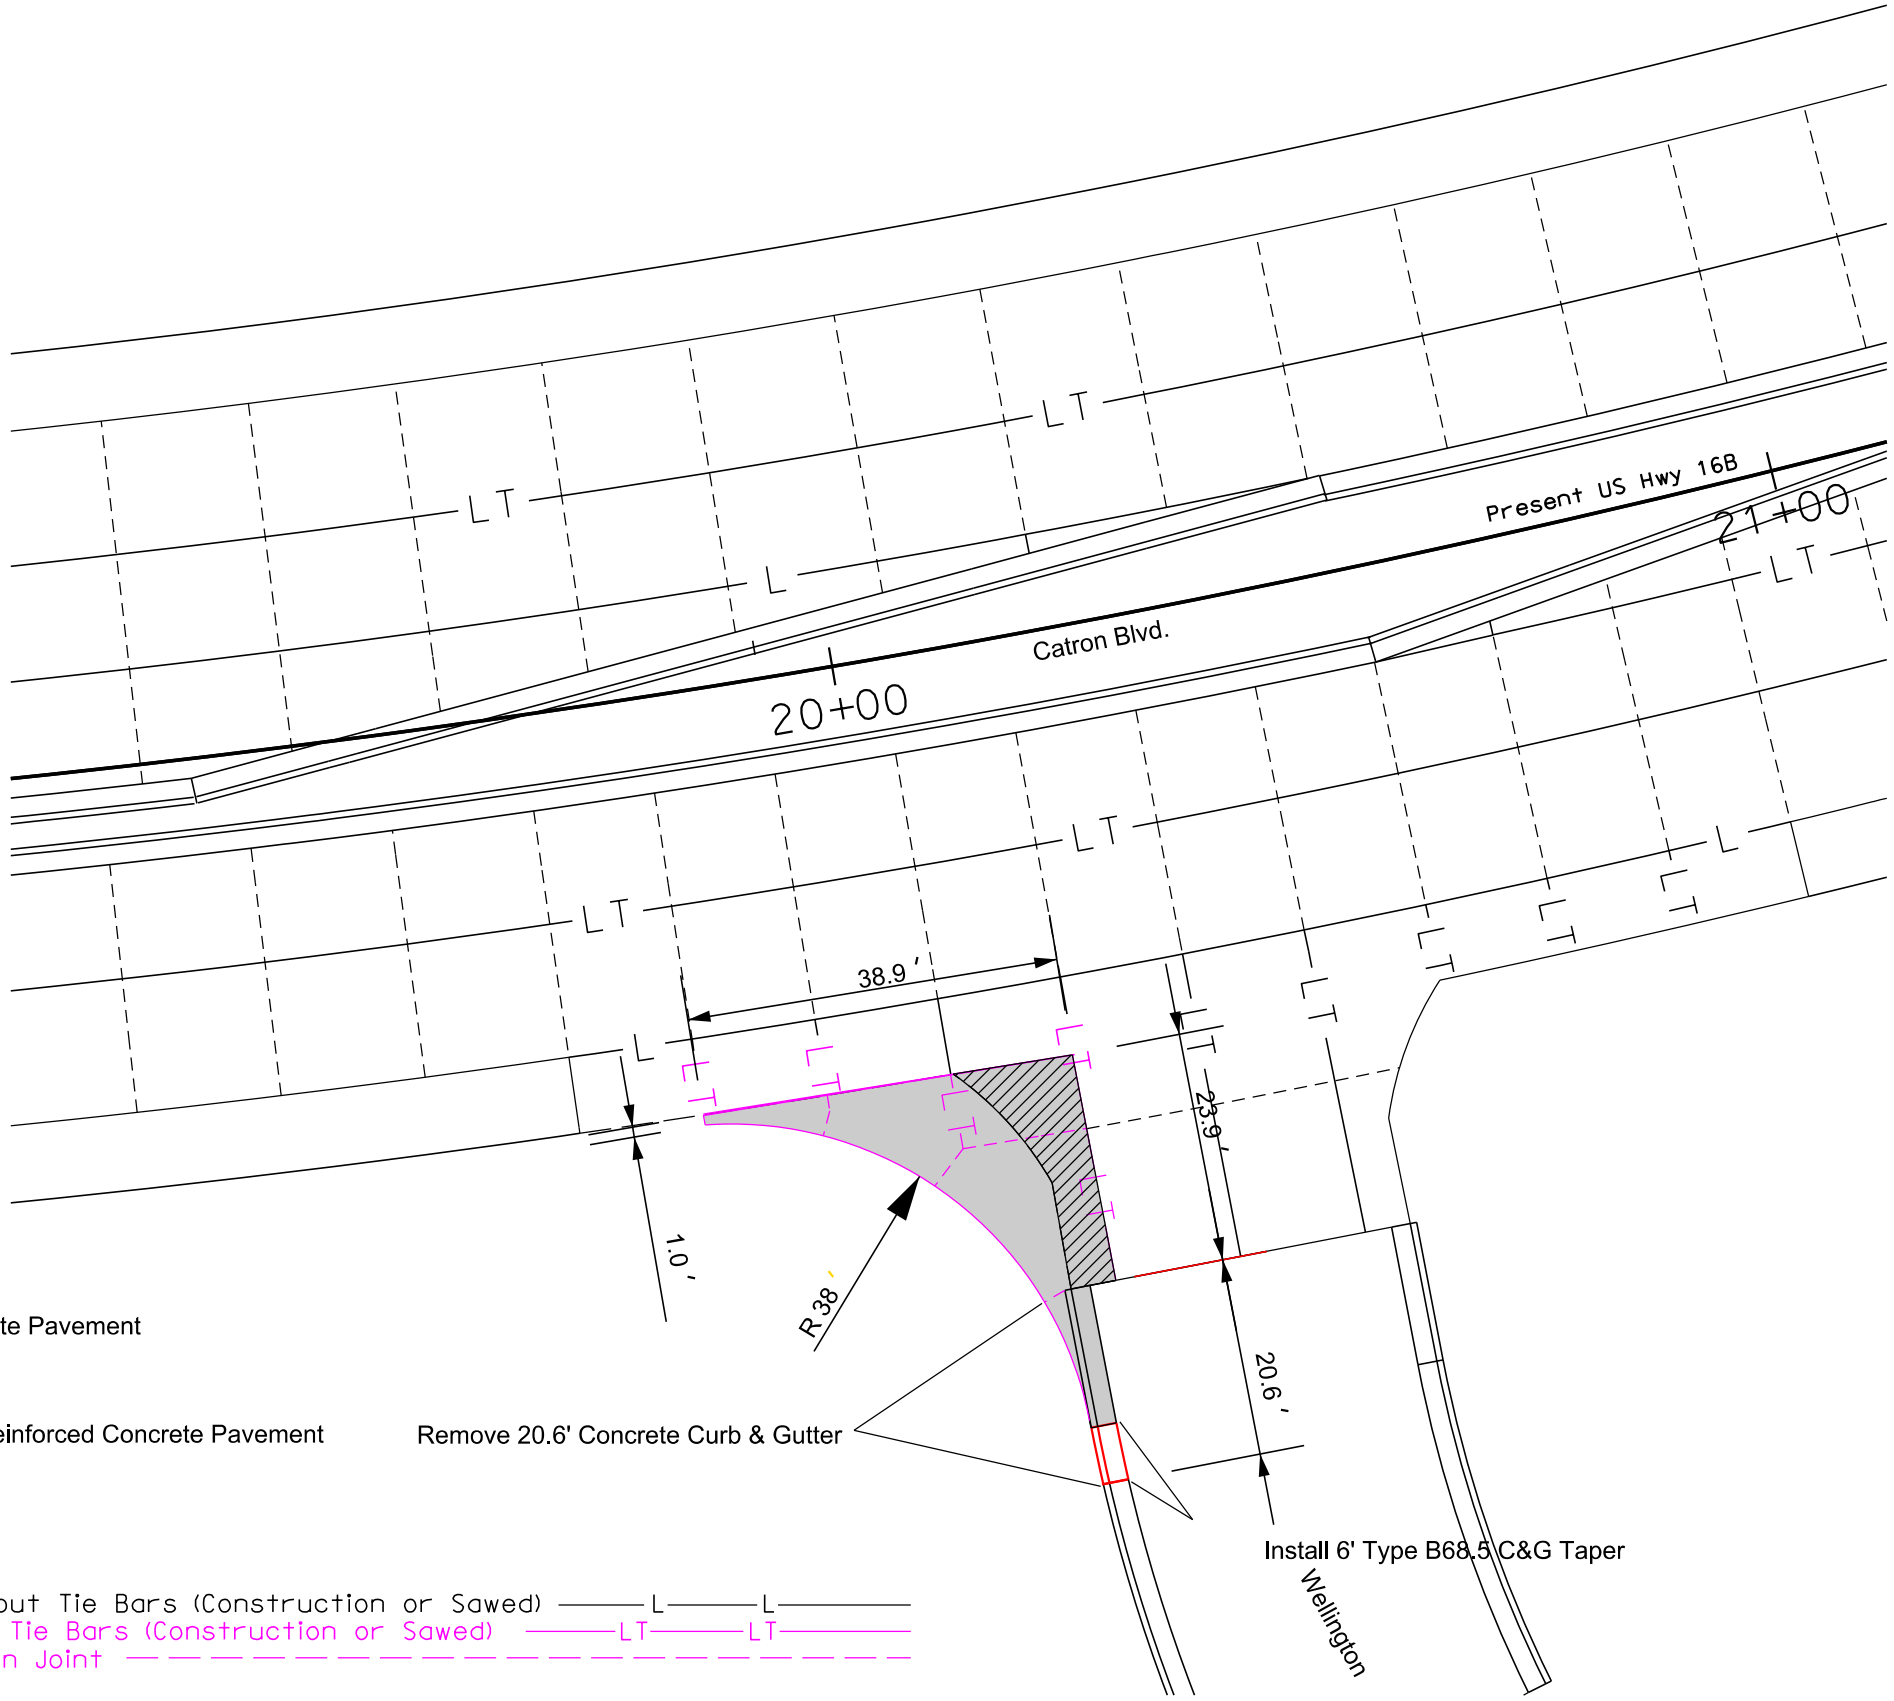 LT
LT
L
Present US Hwy 16B
21+00
LT
Catron Blvd.
20+00
LT
LT
L
LT
LT
LT
38.9 '
L
LT
LT
LT
LT
LT
LT
LT
23.9 '
1.0 '
R 38 '
te Pavement
20.6 '
einforced Concrete Pavement
Remove 20.6' Concrete Curb & Gutter
Install 6' Type B68.5 C&G Taper
Wellington
out Tie Bars (Construction or Sawed) L L
Tie Bars (Construction or Sawed) LT LT
n Joint